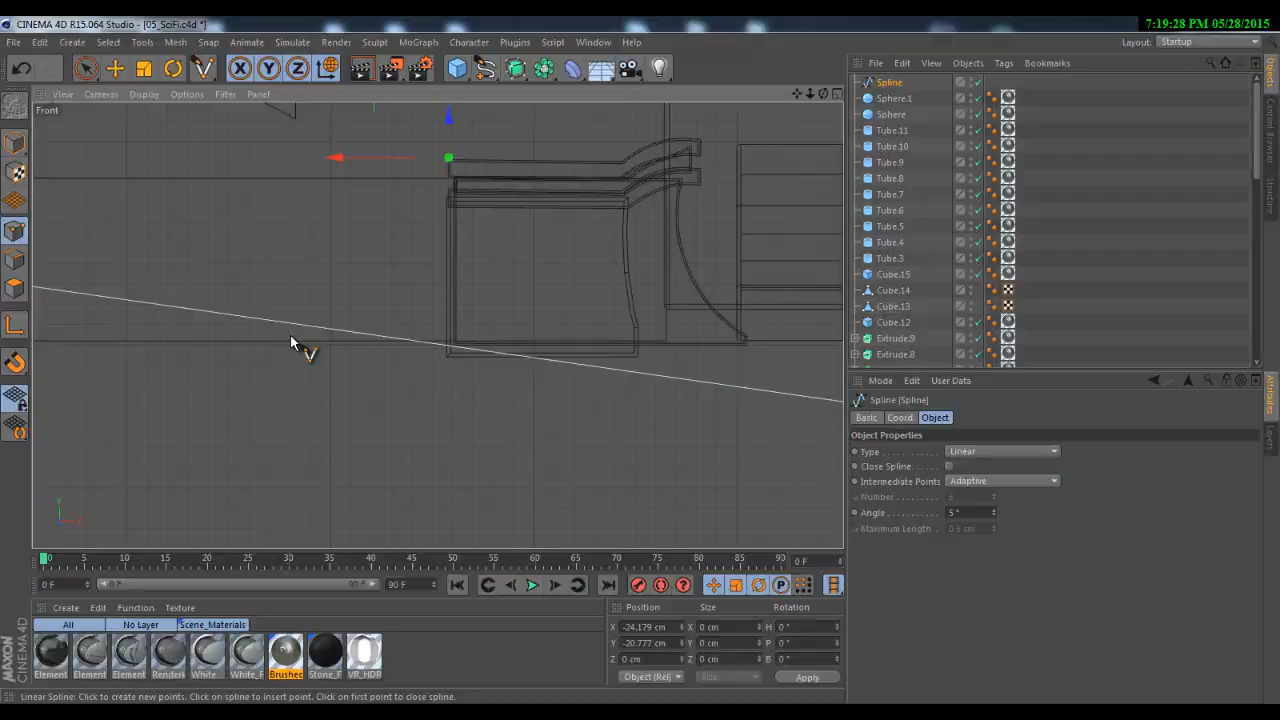 CINEMA 4D R15.064 Studio - [05_SciFi.c4d *]
7:19:28 PM 05/28/2015
File Edit Create Select Tools Mesh Snap Animate Simulate Render Sculpt MoGraph Character Plugins Script Window Help
Layout: Startup
View Cameras Display Options Filter Panel
File Edit View Objects Tags Bookmarks
Front
Spline
Sphere.1
Sphere
Tube.11
Tube.10
Tube.9
Tube.8
Tube.7
Tube.6
Tube.5
Tube.4
Tube.3
Cube.15
Cube.14
Cube.13
Cube.12
Extrude.9
Extrude.8
Objects
Content Browser
Structure
Mode Edit User Data
Spline [Spline]
Basic Coord Object
Object Properties
Type Linear
Close Spline
Intermediate Points Adaptive
Number 8
Angle 5 °
Maximum Length 0.5 cm
Attributes
Layers
0 5 10 15 20 25 30 35 40 45 50 55 60 65 70 75 80 85 90 0 F
0 F 0 F 90 F 90 F
Create Edit Function Texture
All No Layer Scene_Materials
Element Element Element Renderi White White_F Brushed Stone_F VR_HDR
Position Size Rotation
X -24.179 cm X 0 cm H 0 °
Y -20.777 cm Y 0 cm P 0 °
Z 0 cm Z 0 cm B 0 °
Object (Rel) Size Apply
MAXON CINEMA 4D
Linear Spline: Click to create new points. Click on spline to insert point. Click on first point to close spline.